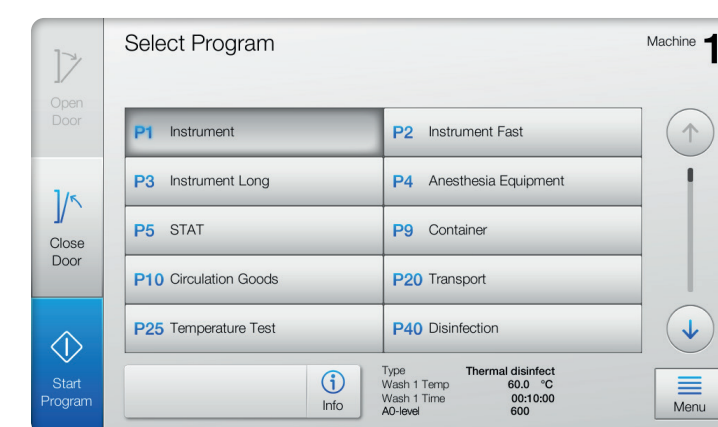 Select Program
Machine 1
Open
Door
P1 Instrument
P2 Instrument Fast
P3 Instrument Long
P4 Anesthesia Equipment
Close
Door
P5 STAT
P9 Container
P10 Circulation Goods
P20 Transport
P25 Temperature Test
P40 Disinfection
Start
Program
Info
Type Thermal disinfect
Wash 1 Temp 60.0 °C
Wash 1 Time 00:10:00
A0-level 600
Menu